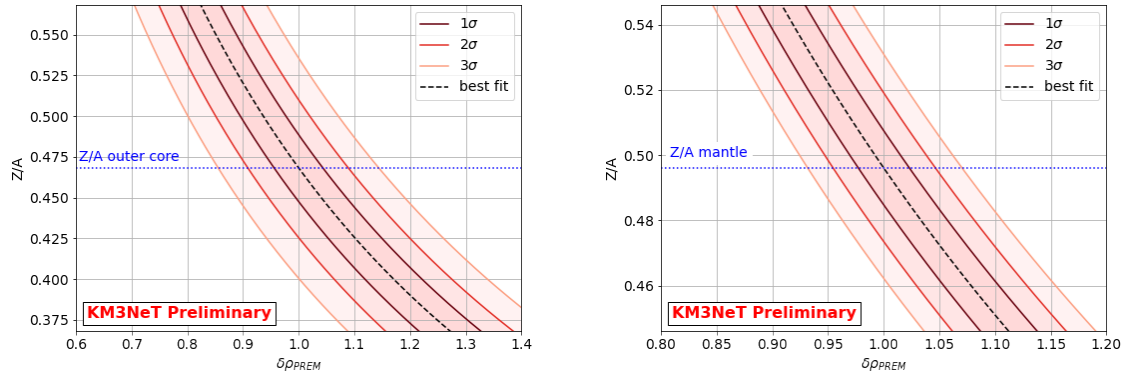 0.550
0.525
0.500
0.475
0.450
0.425
0.400
0.375
Z/A
1σ
2σ
3σ
best fit
Z/A outer core
KM3NeT Preliminary
0.6 0.7 0.8 0.9 1.0 1.1 1.2 1.3 1.4
δρPREM
0.54
0.52
0.50
0.48
0.46
Z/A
1σ
2σ
3σ
best fit
Z/A mantle
KM3NeT Preliminary
0.80 0.85 0.90 0.95 1.00 1.05 1.10 1.15 1.20
δρPREM